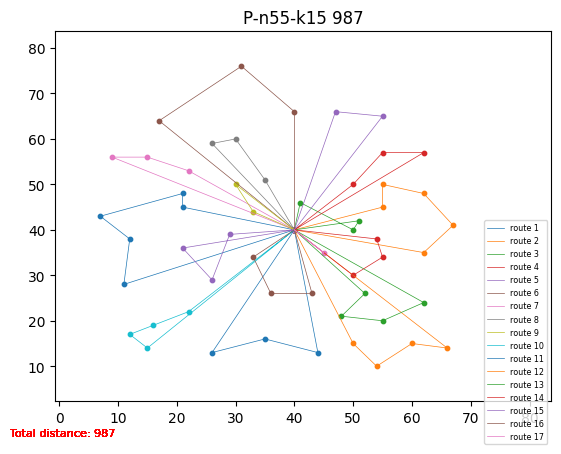 P-n55-k15 987
80
70
60
50
40
30
20
10
0 10 20 30 40 50 60 70 80
route 1
route 2
route 3
route 4
route 5
route 6
route 7
route 8
route 9
route 10
route 11
route 12
route 13
route 14
route 15
route 16
route 17
Total distance: 987